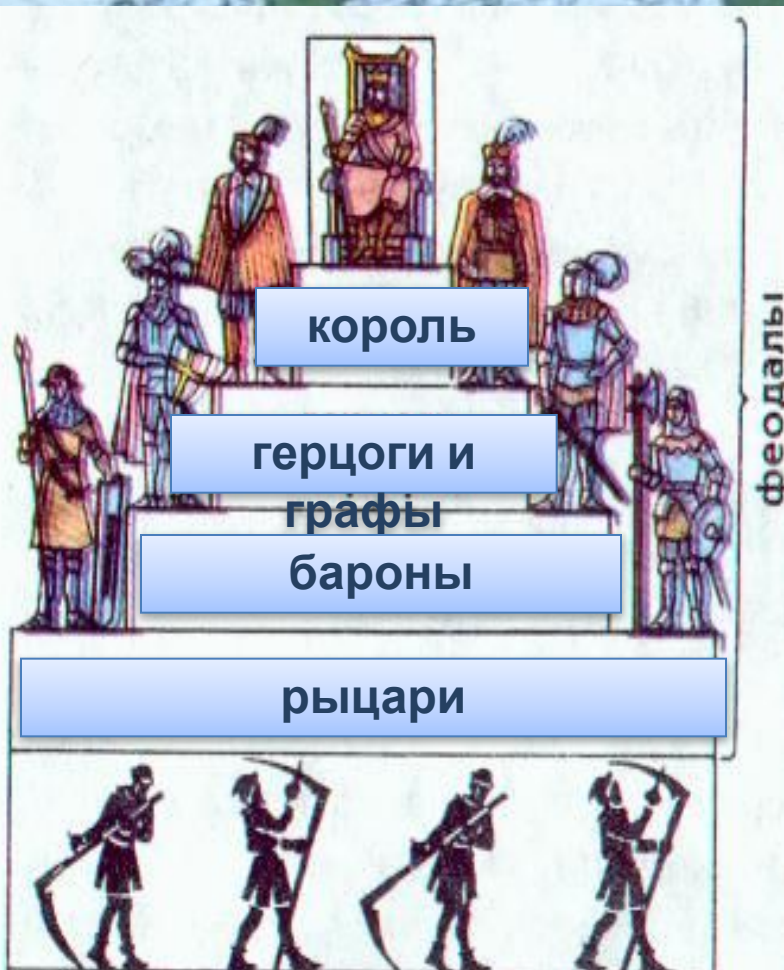 король
герцоги и
графы
бароны
рыцари
феодалы